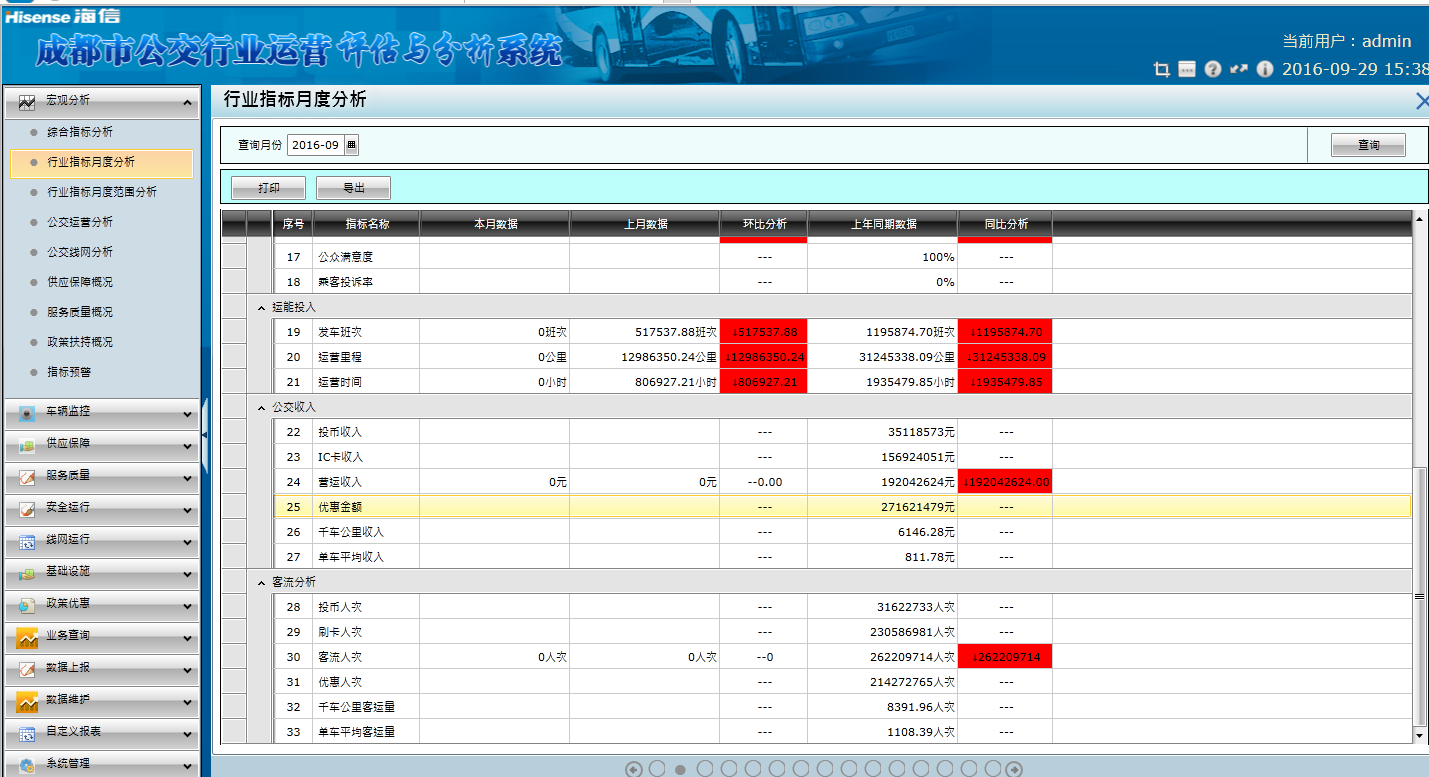 Hisense 海信
成都市公交行业运营评估与分析系统
当前用户：admin
2016-09-29 15:38
宏观分析
综合指标分析
行业指标月度分析
行业指标月度范围分析
公交运营分析
公交线网分析
供应保障概况
服务质量概况
政策扶持概况
指标预警
车辆监控
供应保障
服务质量
安全运行
线网运行
基础设施
政策优惠
业务查询
数据上报
数据维护
自定义报表
系统管理
行业指标月度分析
查询月份 2016-09 查询
打印 导出
序号 指标名称 本月数据 上月数据 环比分析 上年同期数据 同比分析
17 公众满意度 --- 100% ---
18 乘客投诉率 --- 0% ---
运能投入
19 发车班次 0班次 517537.88班次 ↓517537.88 1195874.70班次 ↓1195874.70
20 运营里程 0公里 12986350.24公里 ↓12986350.24 31245338.09公里 ↓31245338.09
21 运营时间 0小时 806927.21小时 ↓806927.21 1935479.85小时 ↓1935479.85
公交收入
22 投币收入 --- 35118573元 ---
23 IC卡收入 --- 156924051元 ---
24 营运收入 0元 0元 --0.00 192042624元 ↓192042624.00
25 优惠金额 --- 271621479元 ---
26 千车公里收入 --- 6146.28元 ---
27 单车平均收入 --- 811.78元 ---
客流分析
28 投币人次 --- 31622733人次 ---
29 刷卡人次 --- 230586981人次 ---
30 客流人次 0人次 0人次 --0 262209714人次 ↓262209714
31 优惠人次 --- 214272765人次 ---
32 千车公里客运量 --- 8391.96人次 ---
33 单车平均客运量 --- 1108.39人次 ---